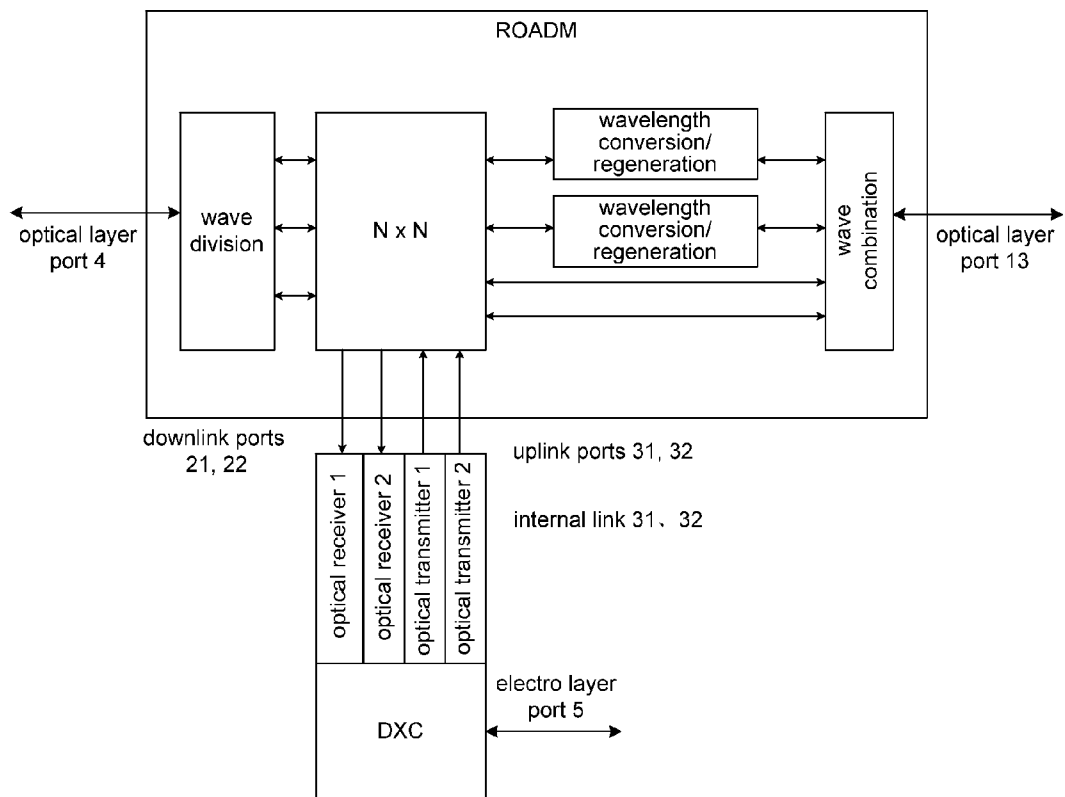 ROADM
wavelength
conversion/
regeneration
wave
division
N x N
wavelength
conversion/
regeneration
wave
combination
optical layer
port 4
optical layer
port 13
downlink ports
21, 22
uplink ports 31, 32
internal link 31、32
optical receiver 1
optical receiver 2
optical transmitter 1
optical transmitter 2
electro layer
port 5
DXC